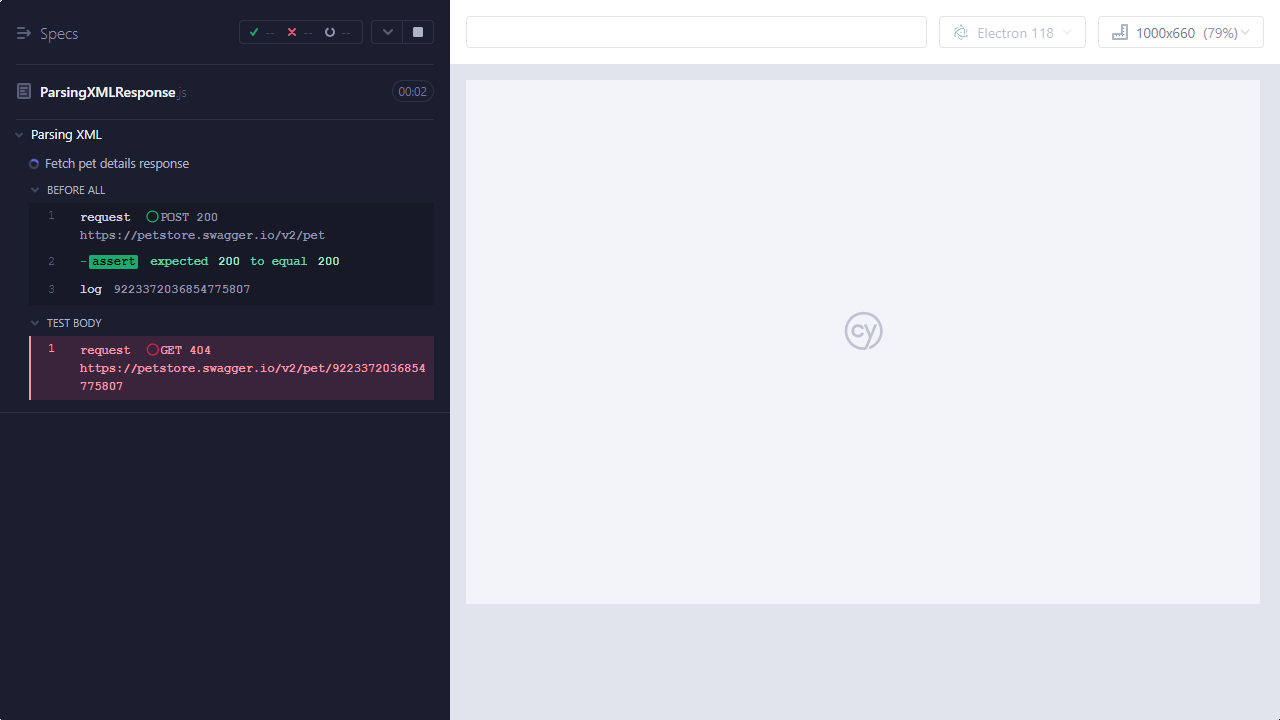 Specs
-- -- --
ParsingXMLResponse.js
00:02
Parsing XML
Fetch pet details response
BEFORE ALL
1 request POST 200
https://petstore.swagger.io/v2/pet
2 -assert expected 200 to equal 200
3 log 9223372036854775807
TEST BODY
1 request GET 404
https://petstore.swagger.io/v2/pet/9223372036854
775807
Electron 118
1000x660 (79%)
cy